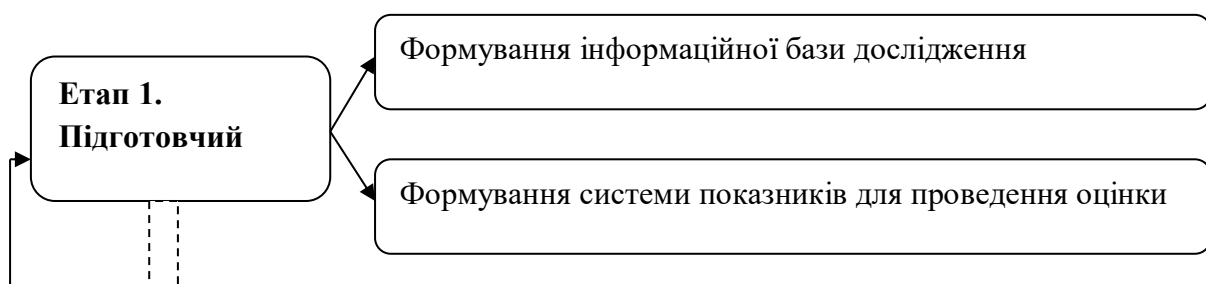 Формування інформаційної бази дослідження
Етап 1.
Підготовчий
Формування системи показників для проведення оцінки